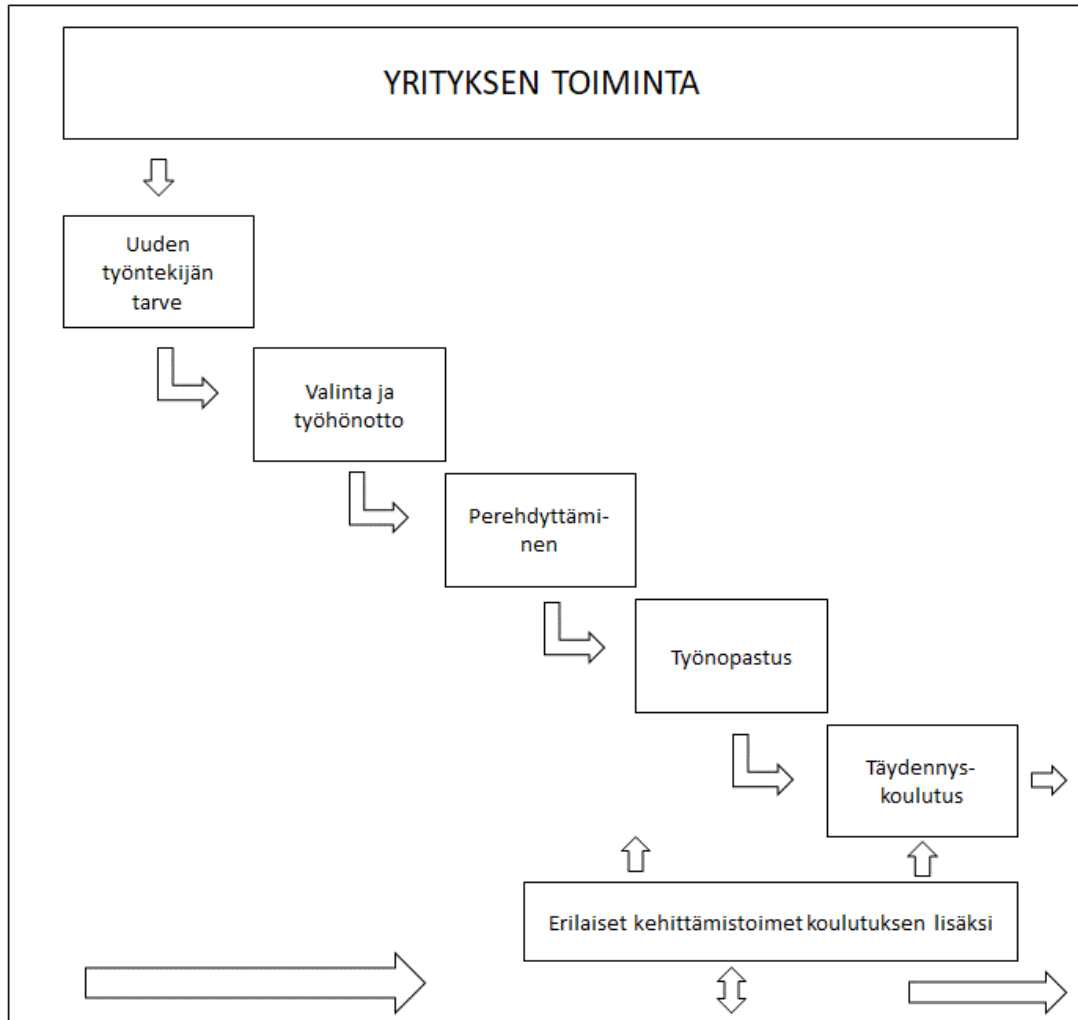 YRITYKSEN TOIMINTA
Uuden
työntekijän
tarve
Valinta ja
työhönotto
Perehdyttämi-
nen
Työnopastus
Täydennys-
koulutus
Erilaiset kehittämistoimet koulutuksen lisäksi